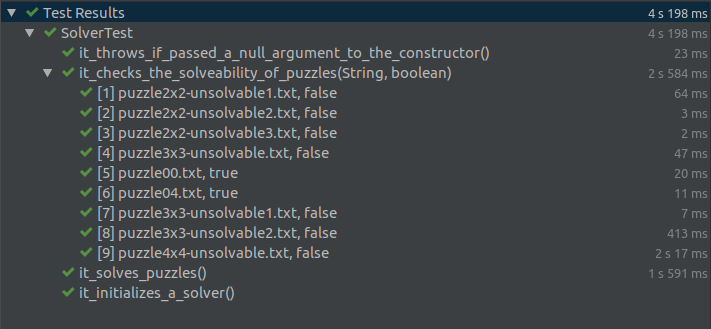 Test Results 4 s 198 ms
SolverTest 4 s 198 ms
it_throws_if_passed_a_null_argument_to_the_constructor() 23 ms
it_checks_the_solveability_of_puzzles(String, boolean) 2 s 584 ms
[1] puzzle2x2-unsolvable1.txt, false 64 ms
[2] puzzle2x2-unsolvable2.txt, false 3 ms
[3] puzzle2x2-unsolvable3.txt, false 2 ms
[4] puzzle3x3-unsolvable.txt, false 47 ms
[5] puzzle00.txt, true 20 ms
[6] puzzle04.txt, true 11 ms
[7] puzzle3x3-unsolvable1.txt, false 7 ms
[8] puzzle3x3-unsolvable2.txt, false 413 ms
[9] puzzle4x4-unsolvable.txt, false 2 s 17 ms
it_solves_puzzles() 1 s 591 ms
it_initializes_a_solver()